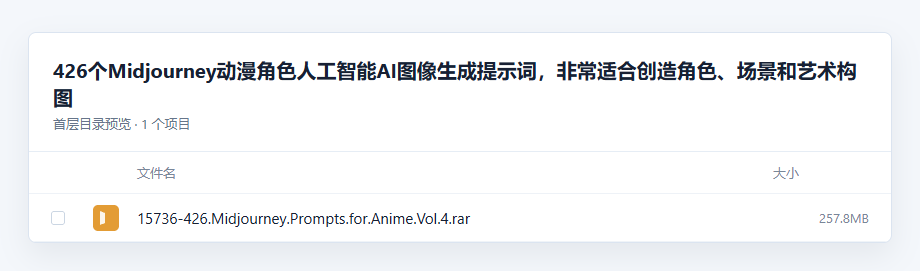 426个Midjourney动漫角色人工智能AI图像生成提示词，非常适合创造角色、场景和艺术构
图
首层目录预览 · 1 个项目
文件名 大小
15736-426.Midjourney.Prompts.for.Anime.Vol.4.rar 257.8MB